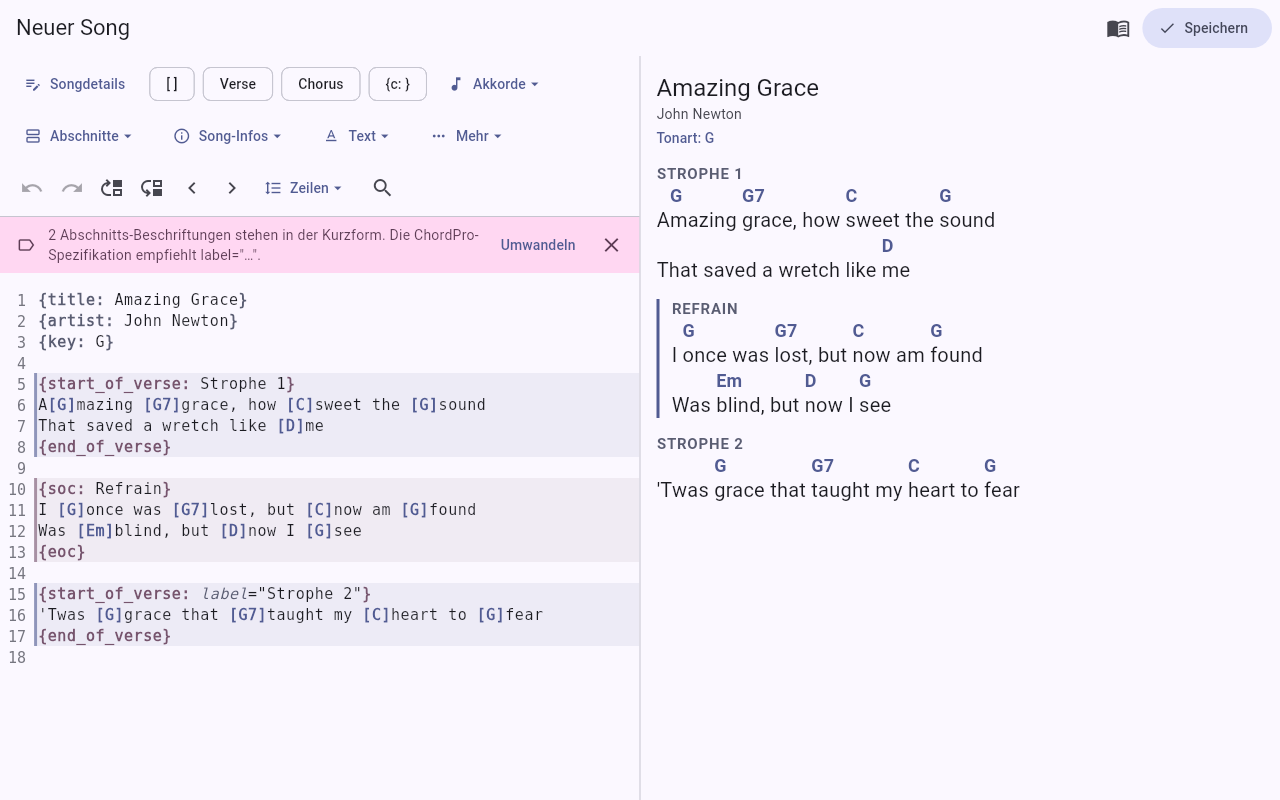 Neuer Song
Speichern
Songdetails [ ] Verse Chorus {c: } Akkorde
Abschnitte Song-Infos Text Mehr
Zeilen
2 Abschnitts-Beschriftungen stehen in der Kurzform. Die ChordPro-
Spezifikation empfiehlt label="…".
Umwandeln
1 {title: Amazing Grace}
2 {artist: John Newton}
3 {key: G}
4
5 {start_of_verse: Strophe 1}
6 A[G]mazing [G7]grace, how [C]sweet the [G]sound
7 That saved a wretch like [D]me
8 {end_of_verse}
9
10 {soc: Refrain}
11 I [G]once was [G7]lost, but [C]now am [G]found
12 Was [Em]blind, but [D]now I [G]see
13 {eoc}
14
15 {start_of_verse: label="Strophe 2"}
16 'Twas [G]grace that [G7]taught my [C]heart to [G]fear
17 {end_of_verse}
18
Amazing Grace
John Newton
Tonart: G
STROPHE 1
G G7 C G
Amazing grace, how sweet the sound
D
That saved a wretch like me
REFRAIN
G G7 C G
I once was lost, but now am found
Em D G
Was blind, but now I see
STROPHE 2
G G7 C G
'Twas grace that taught my heart to fear